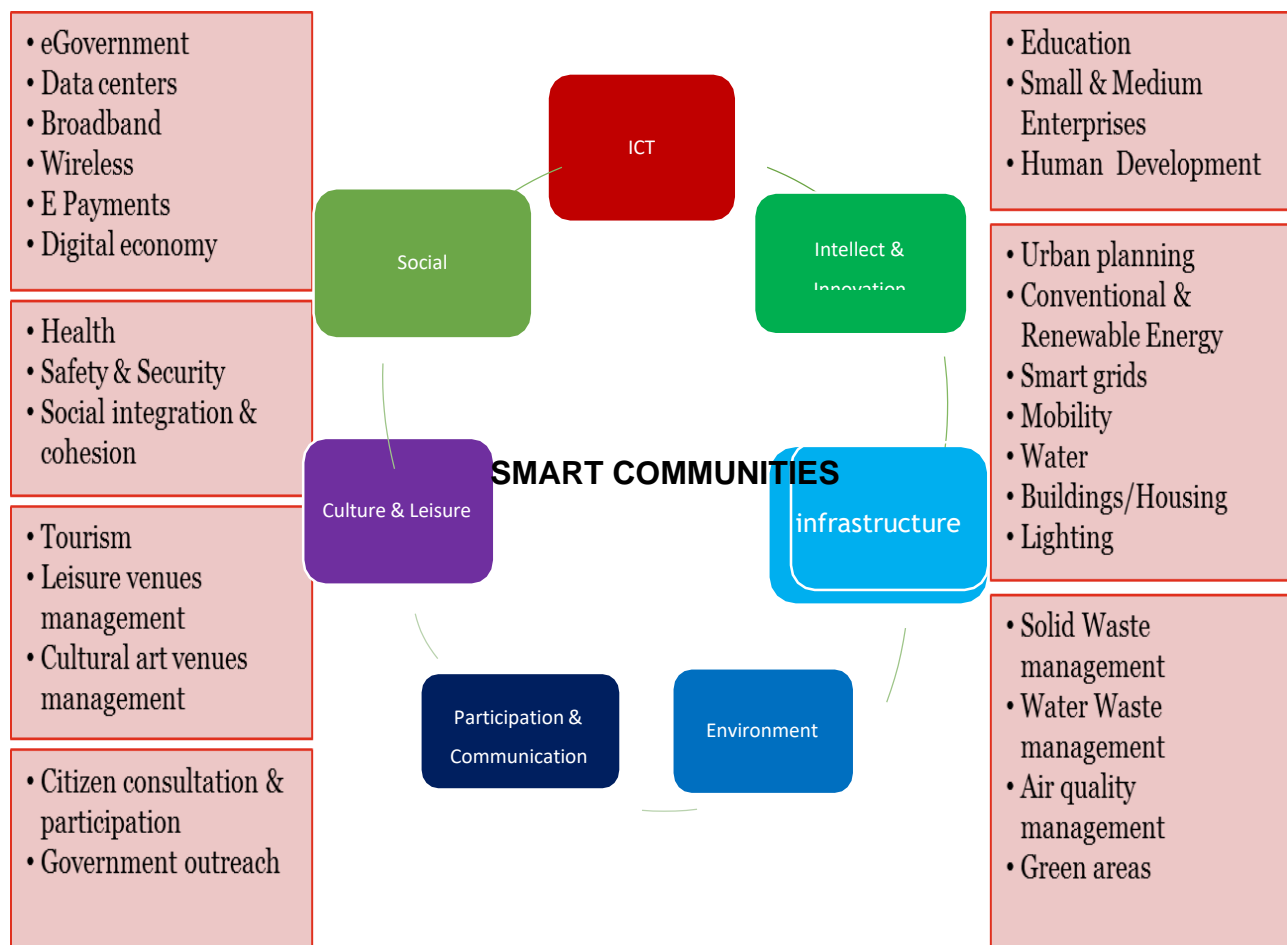 • eGovernment
• Data centers
• Broadband
• Wireless
• E Payments
• Digital economy
• Health
• Safety & Security
• Social integration &
cohesion
• Tourism
• Leisure venues
management
• Cultural art venues
management
• Citizen consultation &
participation
• Government outreach
ICT
Social
Intellect &
Innovation
SMART COMMUNITIES
Culture & Leisure
infrastructure
Participation &
Communication
Environment
• Education
• Small & Medium
Enterprises
• Human Development
• Urban planning
• Conventional &
Renewable Energy
• Smart grids
• Mobility
• Water
• Buildings/Housing
• Lighting
• Solid Waste
management
• Water Waste
management
• Air quality
management
• Green areas